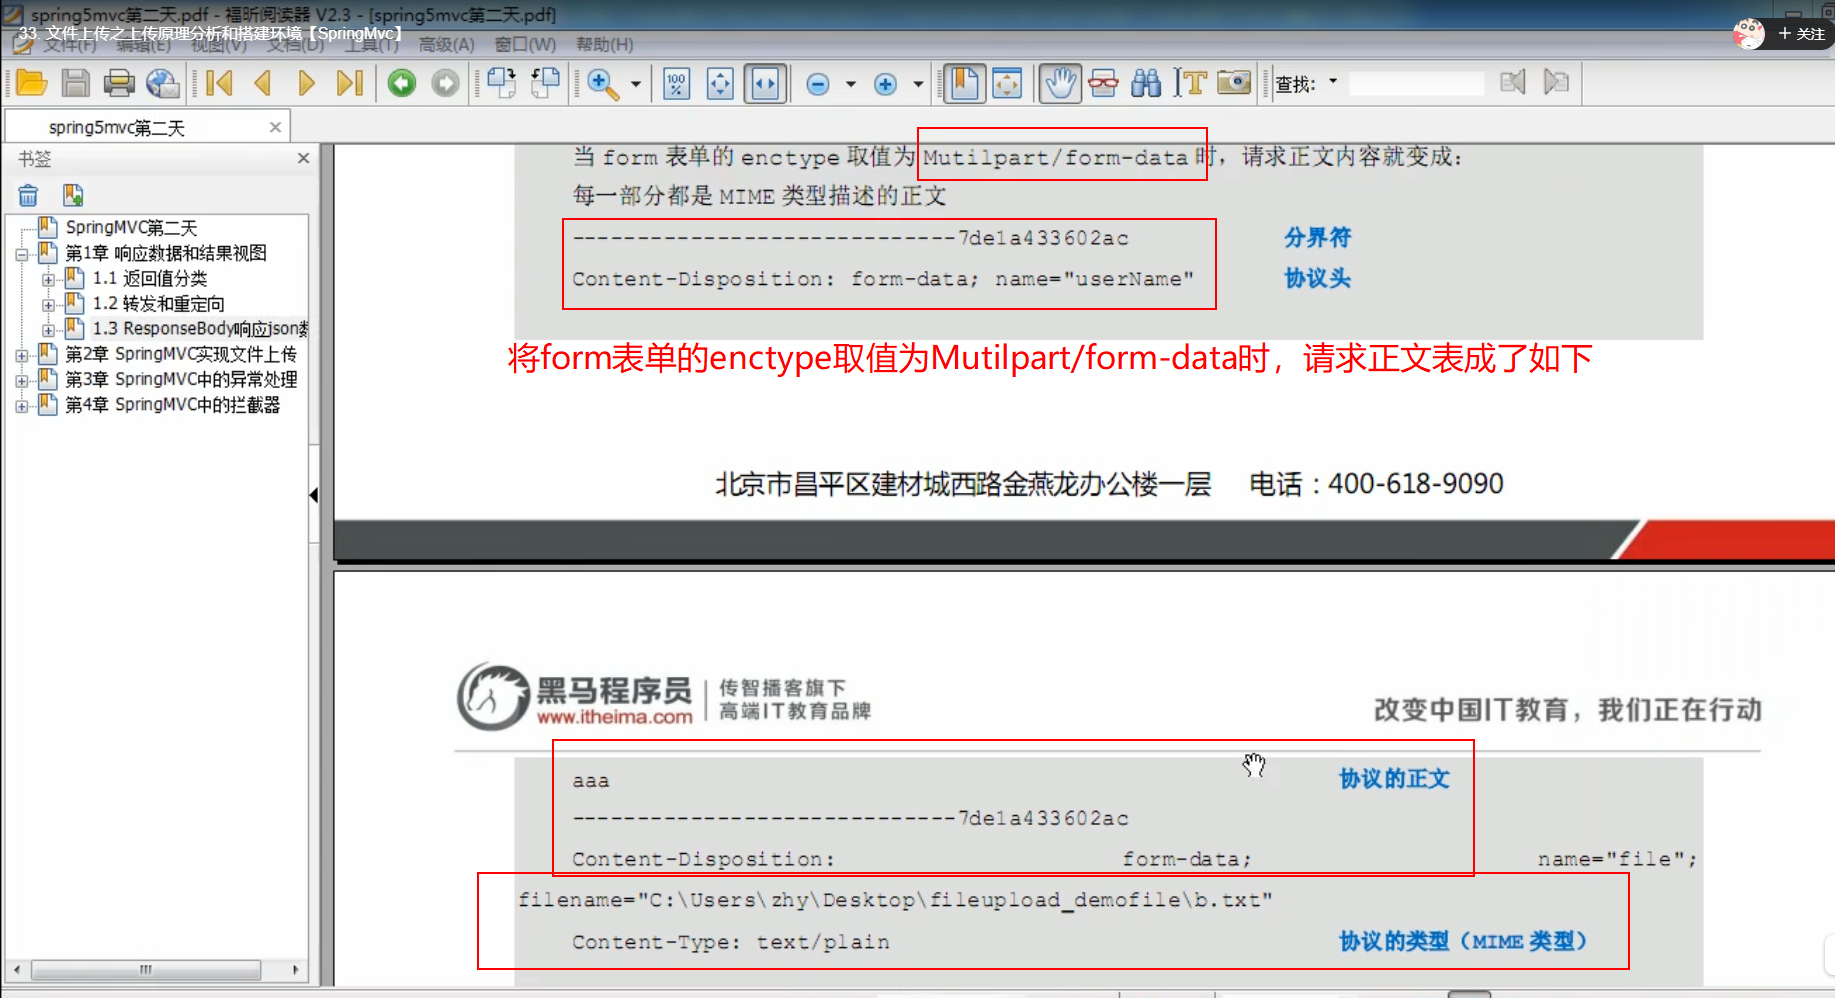 spring5mvc第二天.pdf - 福昕阅读器 V2.3 - [spring5mvc第二天.pdf]
33. 文件上传之上传原理分析和搭建环境【SpringMvc】
+ 关注
文件(F) 编辑(E) 视图(V) 文档(D) 工具(T) 高级(A) 窗口(W) 帮助(H)
100 %
查找:
spring5mvc第二天
书签
SpringMVC第二天
第1章 响应数据和结果视图
1.1 返回值分类
1.2 转发和重定向
1.3 ResponseBody响应json数
第2章 SpringMVC实现文件上传
第3章 SpringMVC中的异常处理
第4章 SpringMVC中的拦截器
当 form 表单的 enctype 取值为 Mutilpart/form-data 时，请求正文内容就变成：
每一部分都是 MIME 类型描述的正文
-----------------------------7de1a433602ac 分界符
Content-Disposition: form-data; name="userName" 协议头
将form表单的enctype取值为Mutilpart/form-data时，请求正文表成了如下
北京市昌平区建材城西路金燕龙办公楼一层 电话：400-618-9090
黑马程序员
www.itheima.com
传智播客旗下
高端IT教育品牌
改变中国IT教育，我们正在行动
aaa 协议的正文
-----------------------------7de1a433602ac
Content-Disposition: form-data; name="file";
filename="C:\Users\zhy\Desktop\fileupload_demofile\b.txt"
Content-Type: text/plain 协议的类型（MIME 类型）